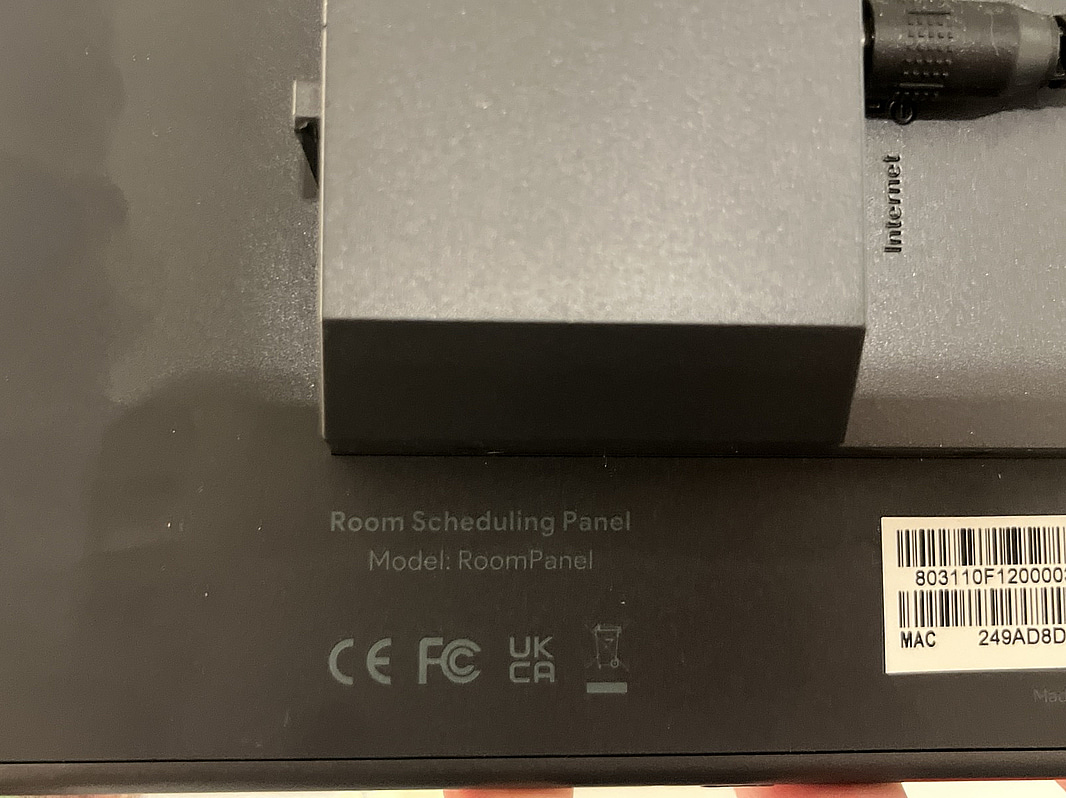 Internet
Room Scheduling Panel
Model: RoomPanel
CE FC UK
CA
803110F120000
MAC 249AD8D